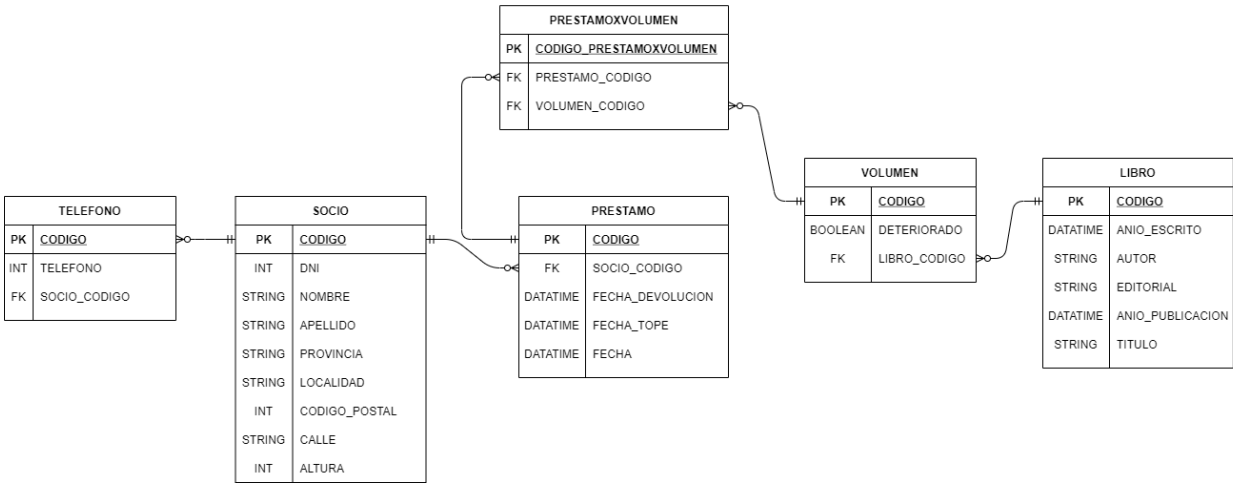 PRESTAMOXVOLUMEN
PK CODIGO_PRESTAMOXVOLUMEN
FK PRESTAMO_CODIGO
FK VOLUMEN_CODIGO
TELEFONO
PK CODIGO
INT TELEFONO
FK SOCIO_CODIGO
SOCIO
PK CODIGO
INT DNI
STRING NOMBRE
STRING APELLIDO
STRING PROVINCIA
STRING LOCALIDAD
INT CODIGO_POSTAL
STRING CALLE
INT ALTURA
PRESTAMO
PK CODIGO
FK SOCIO_CODIGO
DATATIME FECHA_DEVOLUCION
DATATIME FECHA_TOPE
DATATIME FECHA
VOLUMEN
PK CODIGO
BOOLEAN DETERIORADO
FK LIBRO_CODIGO
LIBRO
PK CODIGO
DATATIME ANIO_ESCRITO
STRING AUTOR
STRING EDITORIAL
DATATIME ANIO_PUBLICACION
STRING TITULO